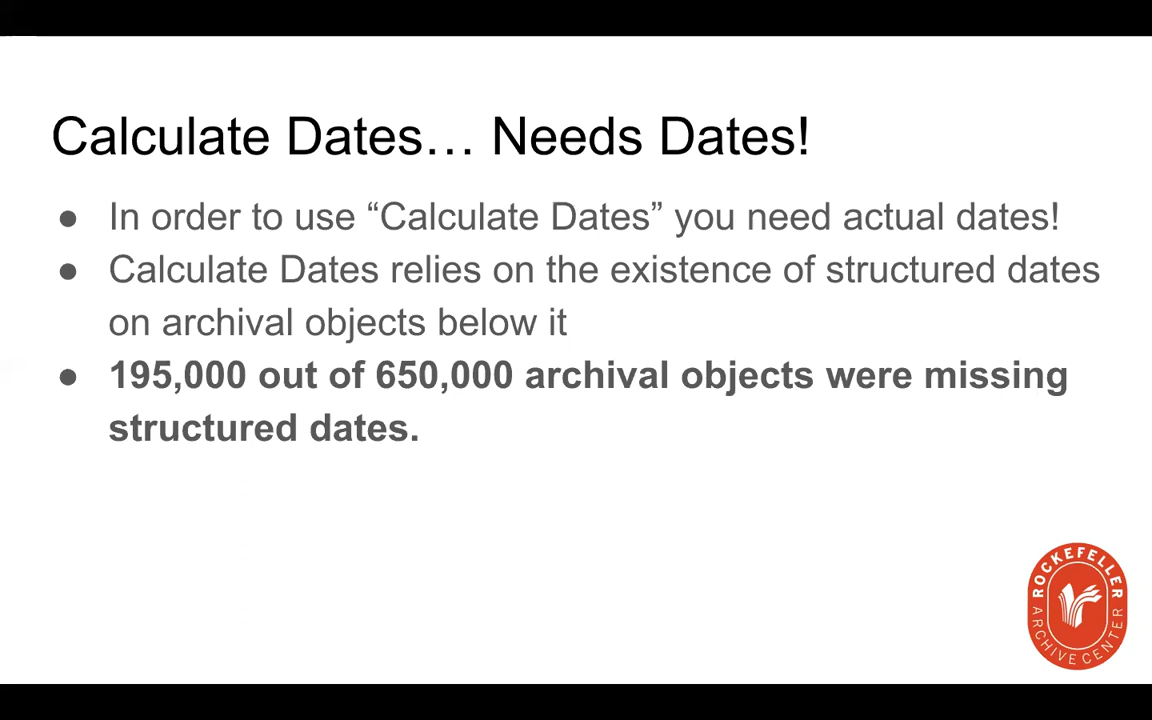 Calculate Dates… Needs Dates!
● In order to use “Calculate Dates” you need actual dates!
● Calculate Dates relies on the existence of structured dates
on archival objects below it
● 195,000 out of 650,000 archival objects were missing
structured dates.
ROCKEFELLER
ARCHIVE CENTER